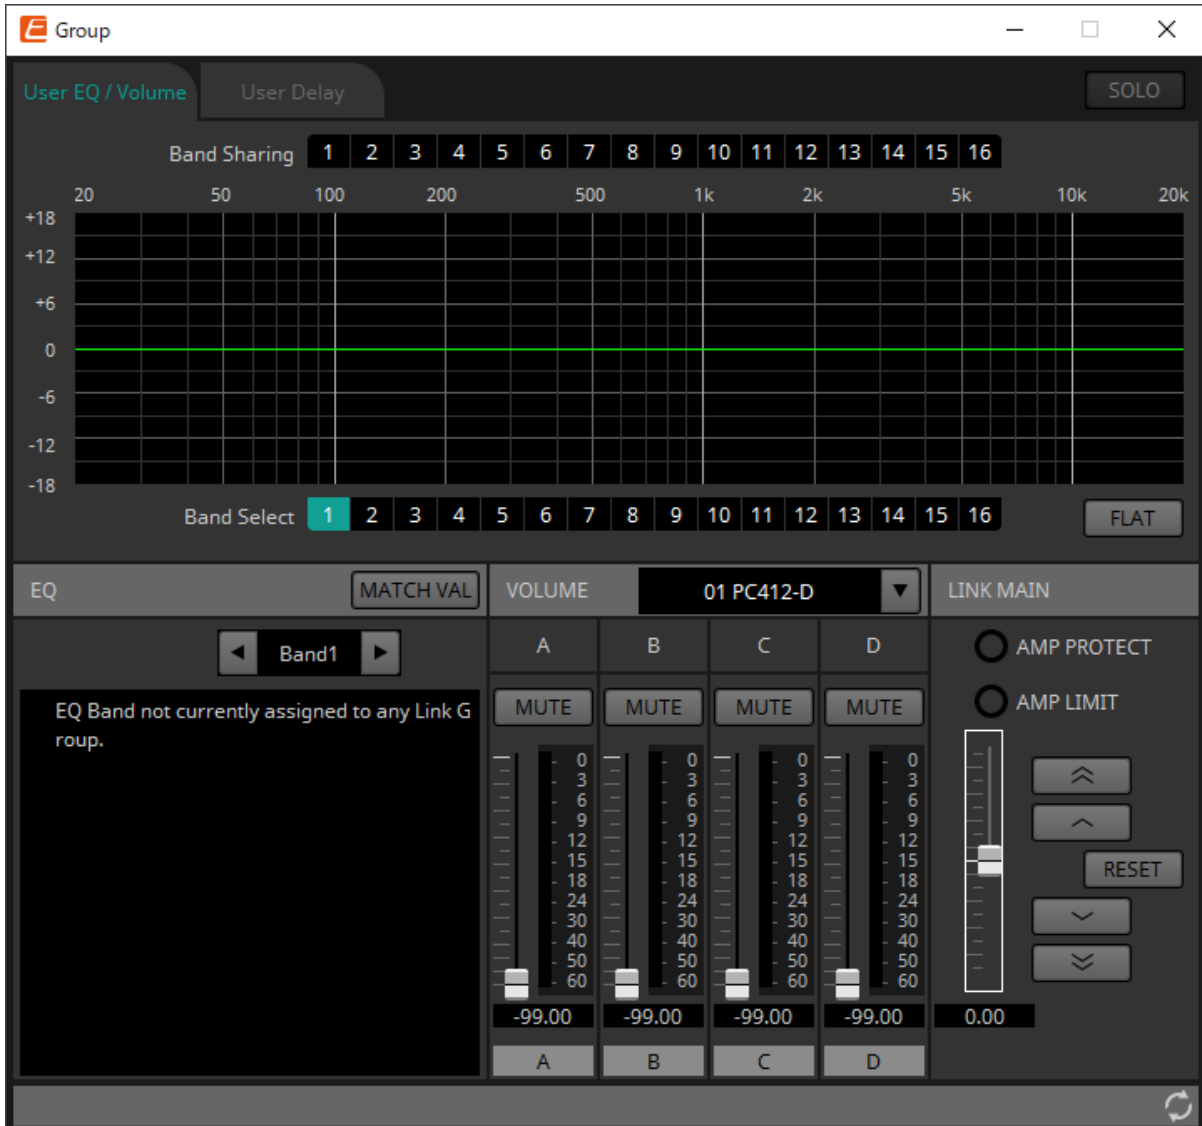 Group
User EQ / Volume User Delay SOLO
Band Sharing 1 2 3 4 5 6 7 8 9 10 11 12 13 14 15 16
20 50 100 200 500 1k 2k 5k 10k 20k
+18
+12
+6
0
-6
-12
-18
Band Select 1 2 3 4 5 6 7 8 9 10 11 12 13 14 15 16 FLAT
EQ MATCH VAL VOLUME 01 PC412-D LINK MAIN
Band1 A B C D AMP PROTECT
EQ Band not currently assigned to any Link G
roup.
MUTE MUTE MUTE MUTE AMP LIMIT
0 0 0 0
3 3 3 3
6 6 6 6
9 9 9 9
12 12 12 12
15 15 15 15 RESET
18 18 18 18
24 24 24 24
30 30 30 30
40 40 40 40
50 50 50 50
60 60 60 60
-99.00 -99.00 -99.00 -99.00 0.00
A B C D